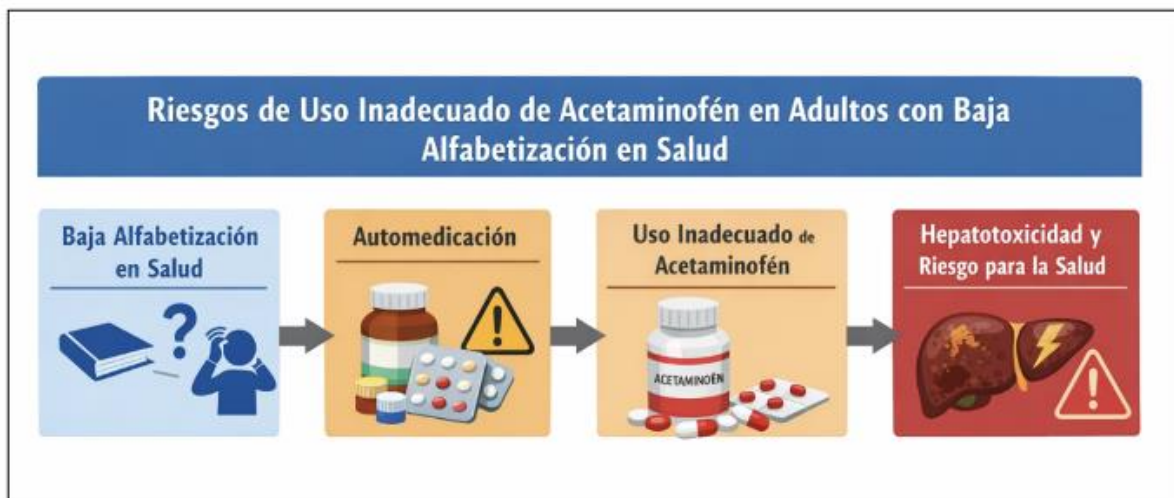 Riesgos de Uso Inadecuado de Acetaminofén en Adultos con Baja
Alfabetización en Salud
Baja Alfabetización
en Salud
?
Automedicación
Uso Inadecuado de
Acetaminofén
ACETAMINOËN
Hepatotoxicidad y
Riesgo para la Salud